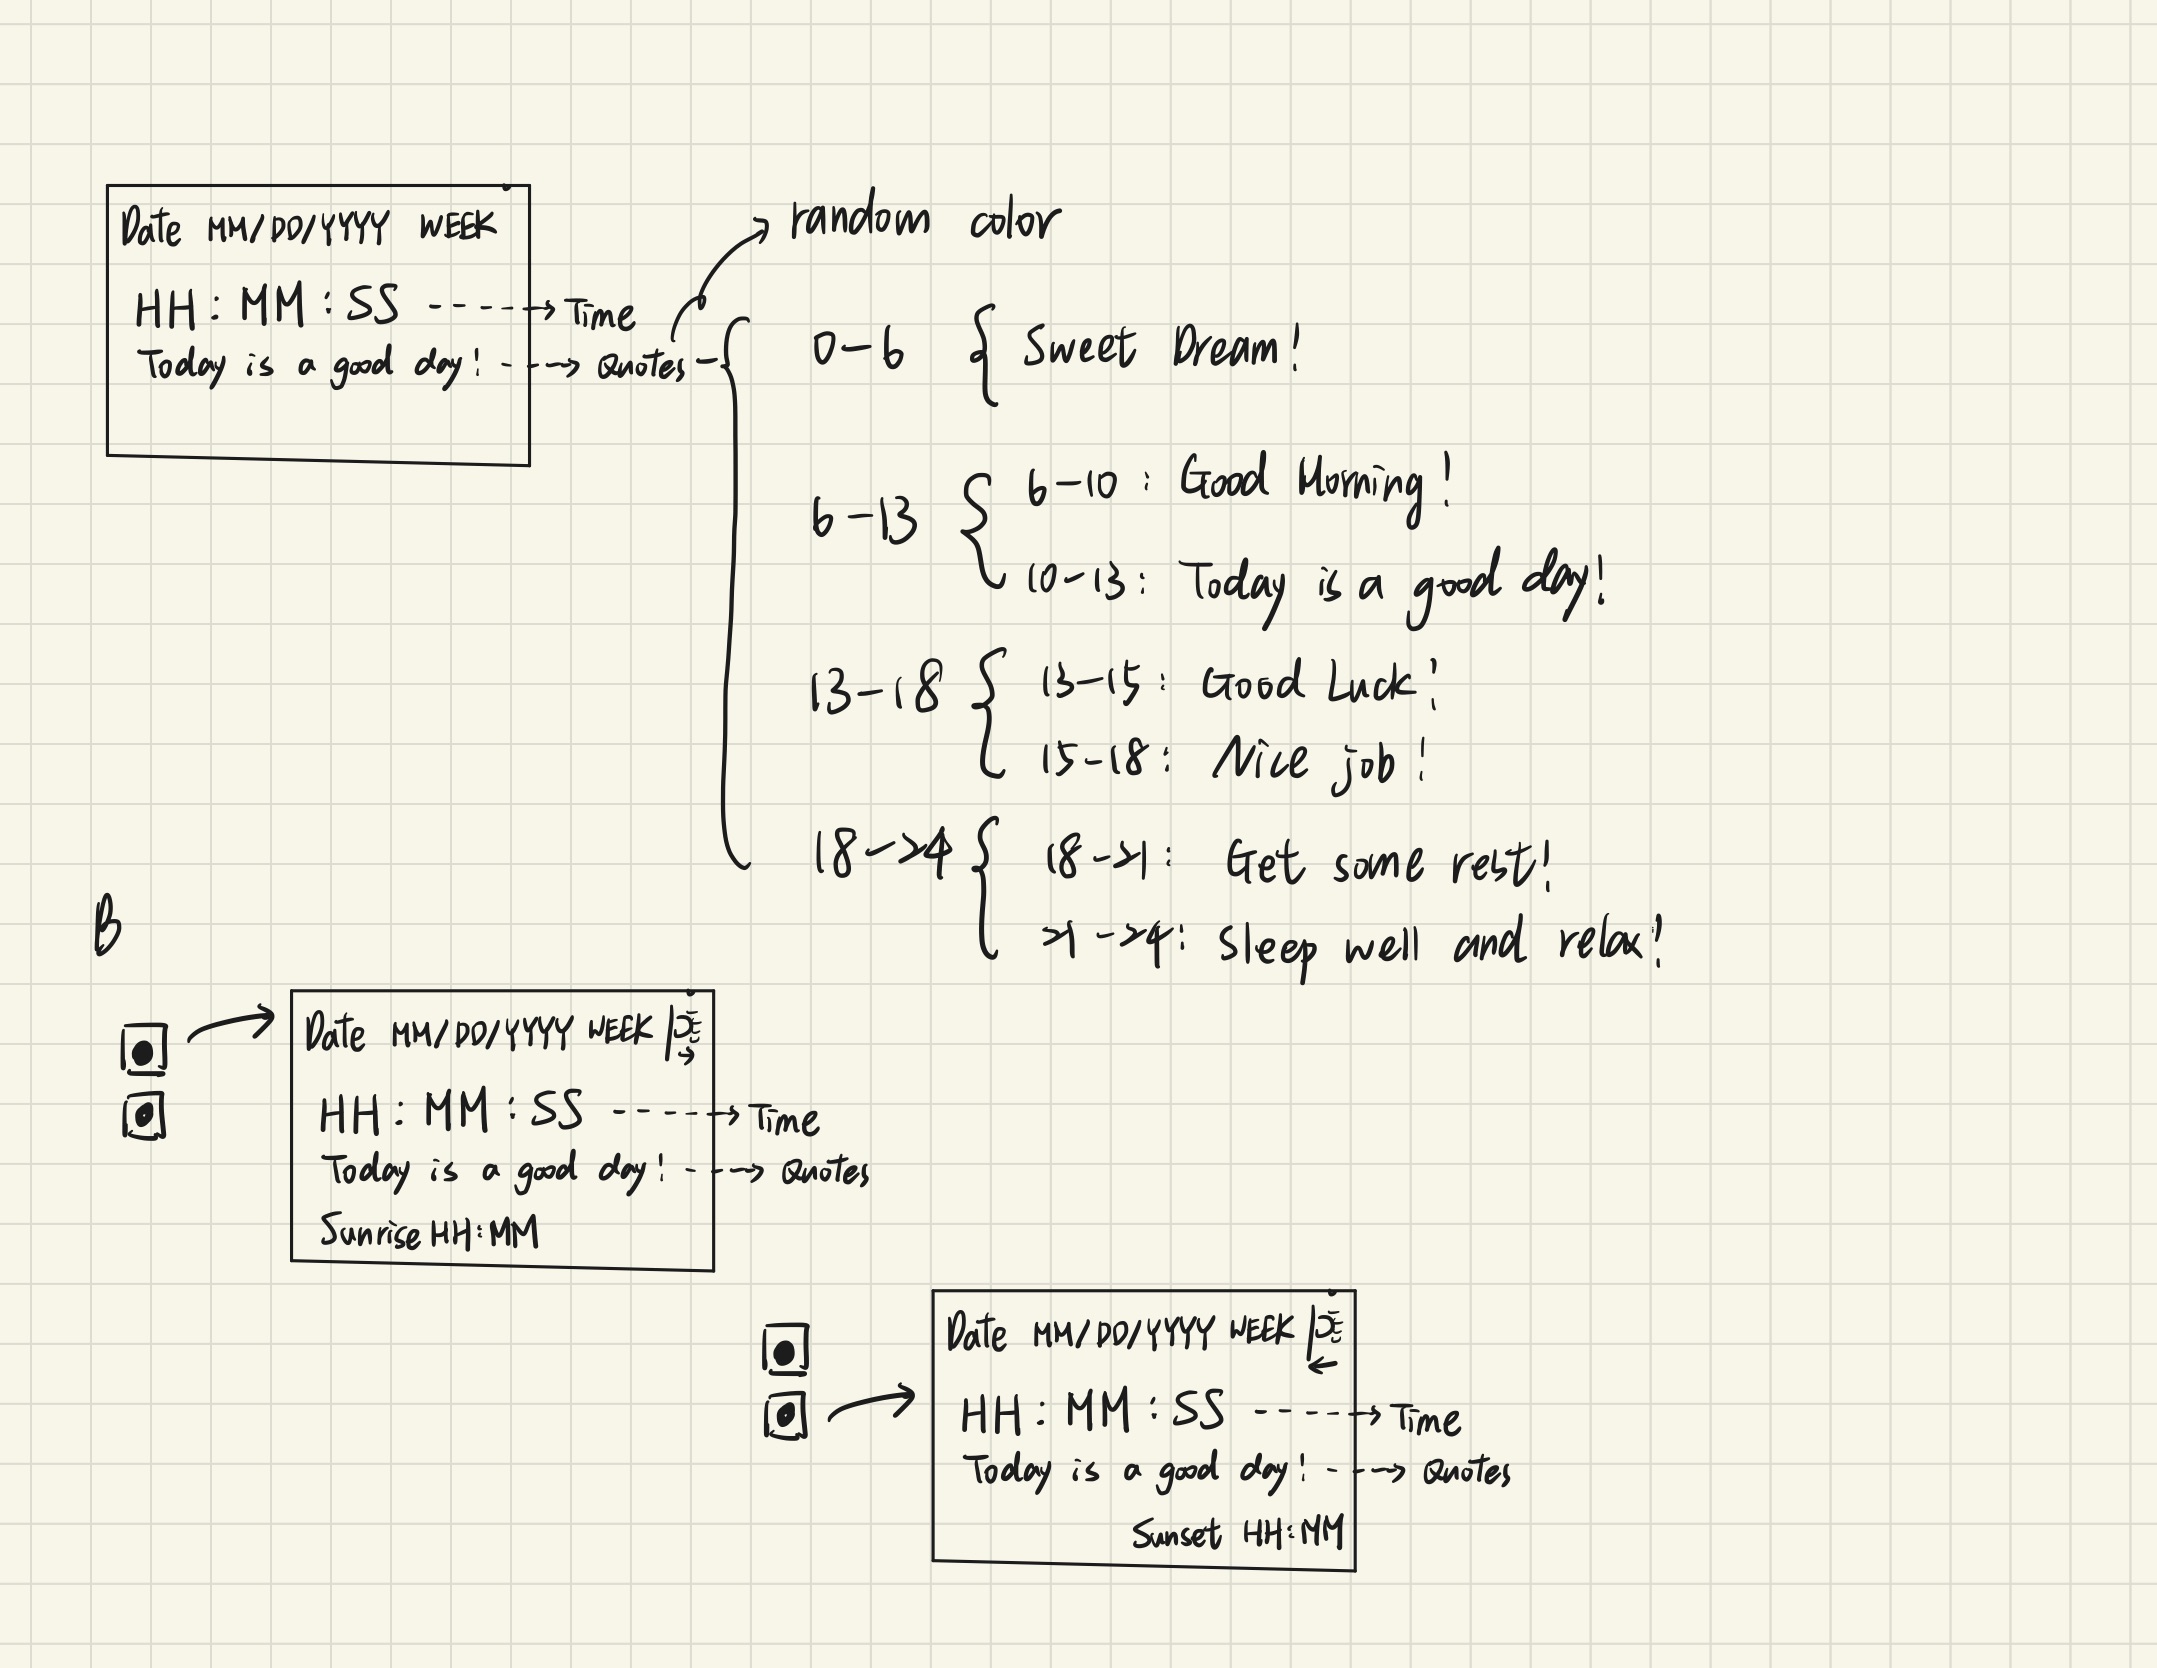 Date MM/DD/YYYY WEEK
HH:MM:SS ----> Time
Today is a good day! ---> Quotes
random color
0-6 { Sweet Dream!
6-13 { 6-10: Good Morning!
10-13: Today is a good day!
13-18 { 13-15: Good Luck!
15-18: Nice job!
18-24 { 18-21: Get some rest!
21-24: Sleep well and relax!
B
Date MM/DD/YYYY WEEK
HH:MM:SS ----> Time
Today is a good day! ---> Quotes
Sunrise HH:MM
Date MM/DD/YYYY WEEK
HH:MM:SS ----> Time
Today is a good day! ---> Quotes
Sunset HH:MM